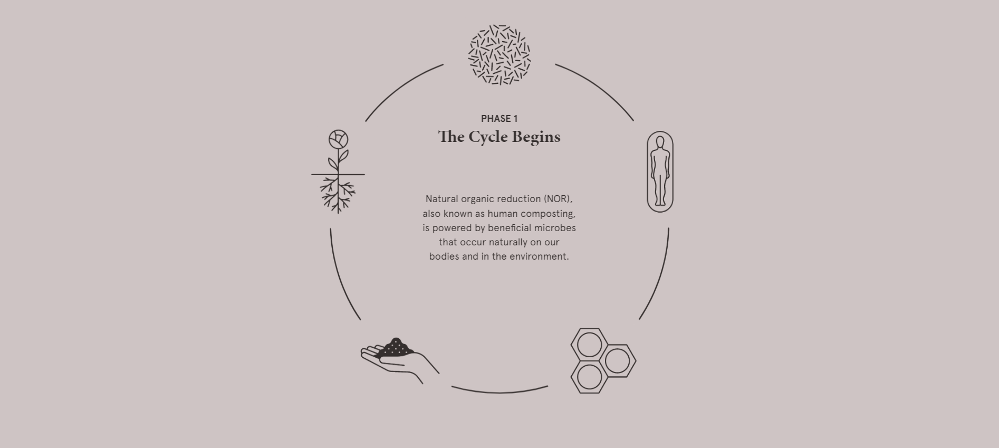 PHASE 1
The Cycle Begins
Natural organic reduction (NOR),
also known as human composting,
is powered by beneficial microbes
that occur naturally on our
bodies and in the environment.